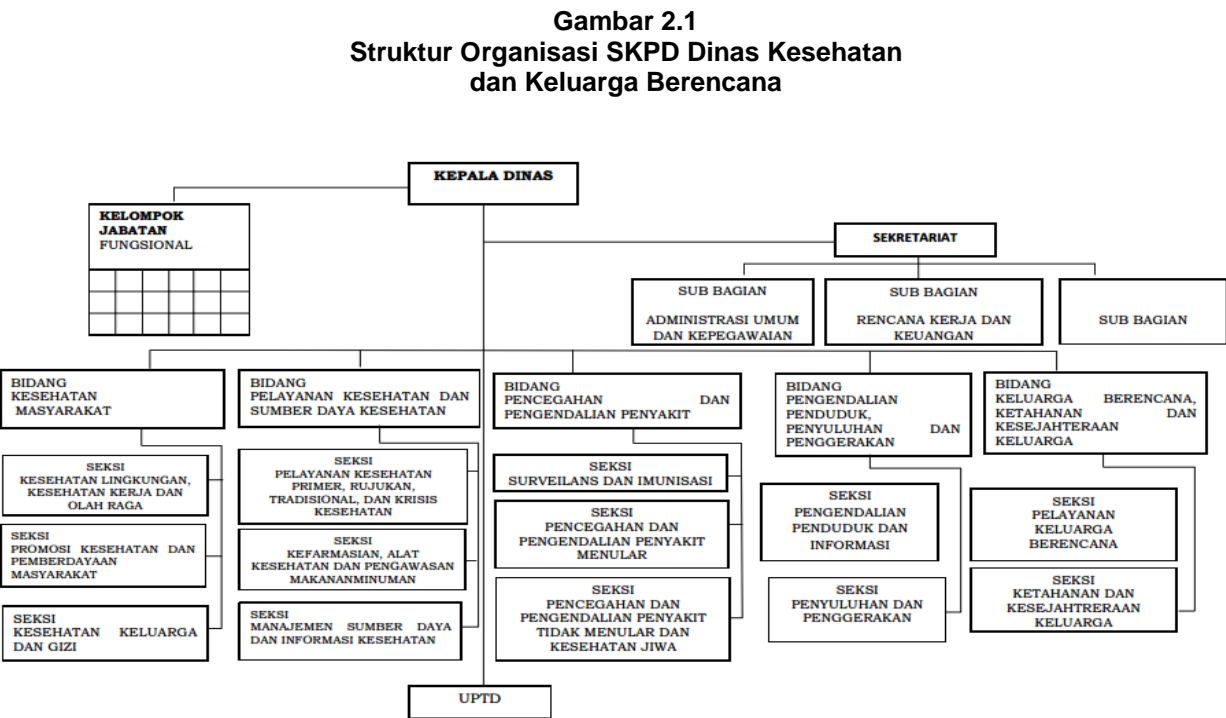 Gambar 2.1
Struktur Organisasi SKPD Dinas Kesehatan
dan Keluarga Berencana
KEPALA DINAS
KELOMPOK
JABATAN
FUNGSIONAL
SEKRETARIAT
SUB BAGIAN
ADMINISTRASI UMUM
DAN KEPEGAWAIAN
SUB BAGIAN
RENCANA KERJA DAN
KEUANGAN
SUB BAGIAN
BIDANG
KESEHATAN
MASYARAKAT
BIDANG
PELAYANAN KESEHATAN DAN
SUMBER DAYA KESEHATAN
BIDANG
PENCEGAHAN DAN
PENGENDALIAN PENYAKIT
BIDANG
PENGENDALIAN
PENDUDUK,
PENYULUHAN DAN
PENGGERAKAN
BIDANG
KELUARGA BERENCANA,
KETAHANAN DAN
KESEJAHTERAAN
KELUARGA
SEKSI
KESEHATAN LINGKUNGAN,
KESEHATAN KERJA DAN
OLAH RAGA
SEKSI
PROMOSI KESEHATAN DAN
PEMBERDAYAAN
MASYARAKAT
SEKSI
KESEHATAN KELUARGA
DAN GIZI
SEKSI
PELAYANAN KESEHATAN
PRIMER, RUJUKAN,
TRADISIONAL, DAN KRISIS
KESEHATAN
SEKSI
KEFARMASIAN, ALAT
KESEHATAN DAN PENGAWASAN
MAKANANMINUMAN
SEKSI
MANAJEMEN SUMBER DAYA
DAN INFORMASI KESEHATAN
SEKSI
SURVEILANS DAN IMUNISASI
SEKSI
PENCEGAHAN DAN
PENGENDALIAN PENYAKIT
MENULAR
SEKSI
PENCEGAHAN DAN
PENGENDALIAN PENYAKIT
TIDAK MENULAR DAN
KESEHATAN JIWA
SEKSI
PENGENDALIAN
PENDUDUK DAN
INFORMASI
SEKSI
PENYULUHAN DAN
PENGGERAKAN
SEKSI
PELAYANAN
KELUARGA
BERENCANA
SEKSI
KETAHANAN DAN
KESEJAHTRERAAN
KELUARGA
UPTD